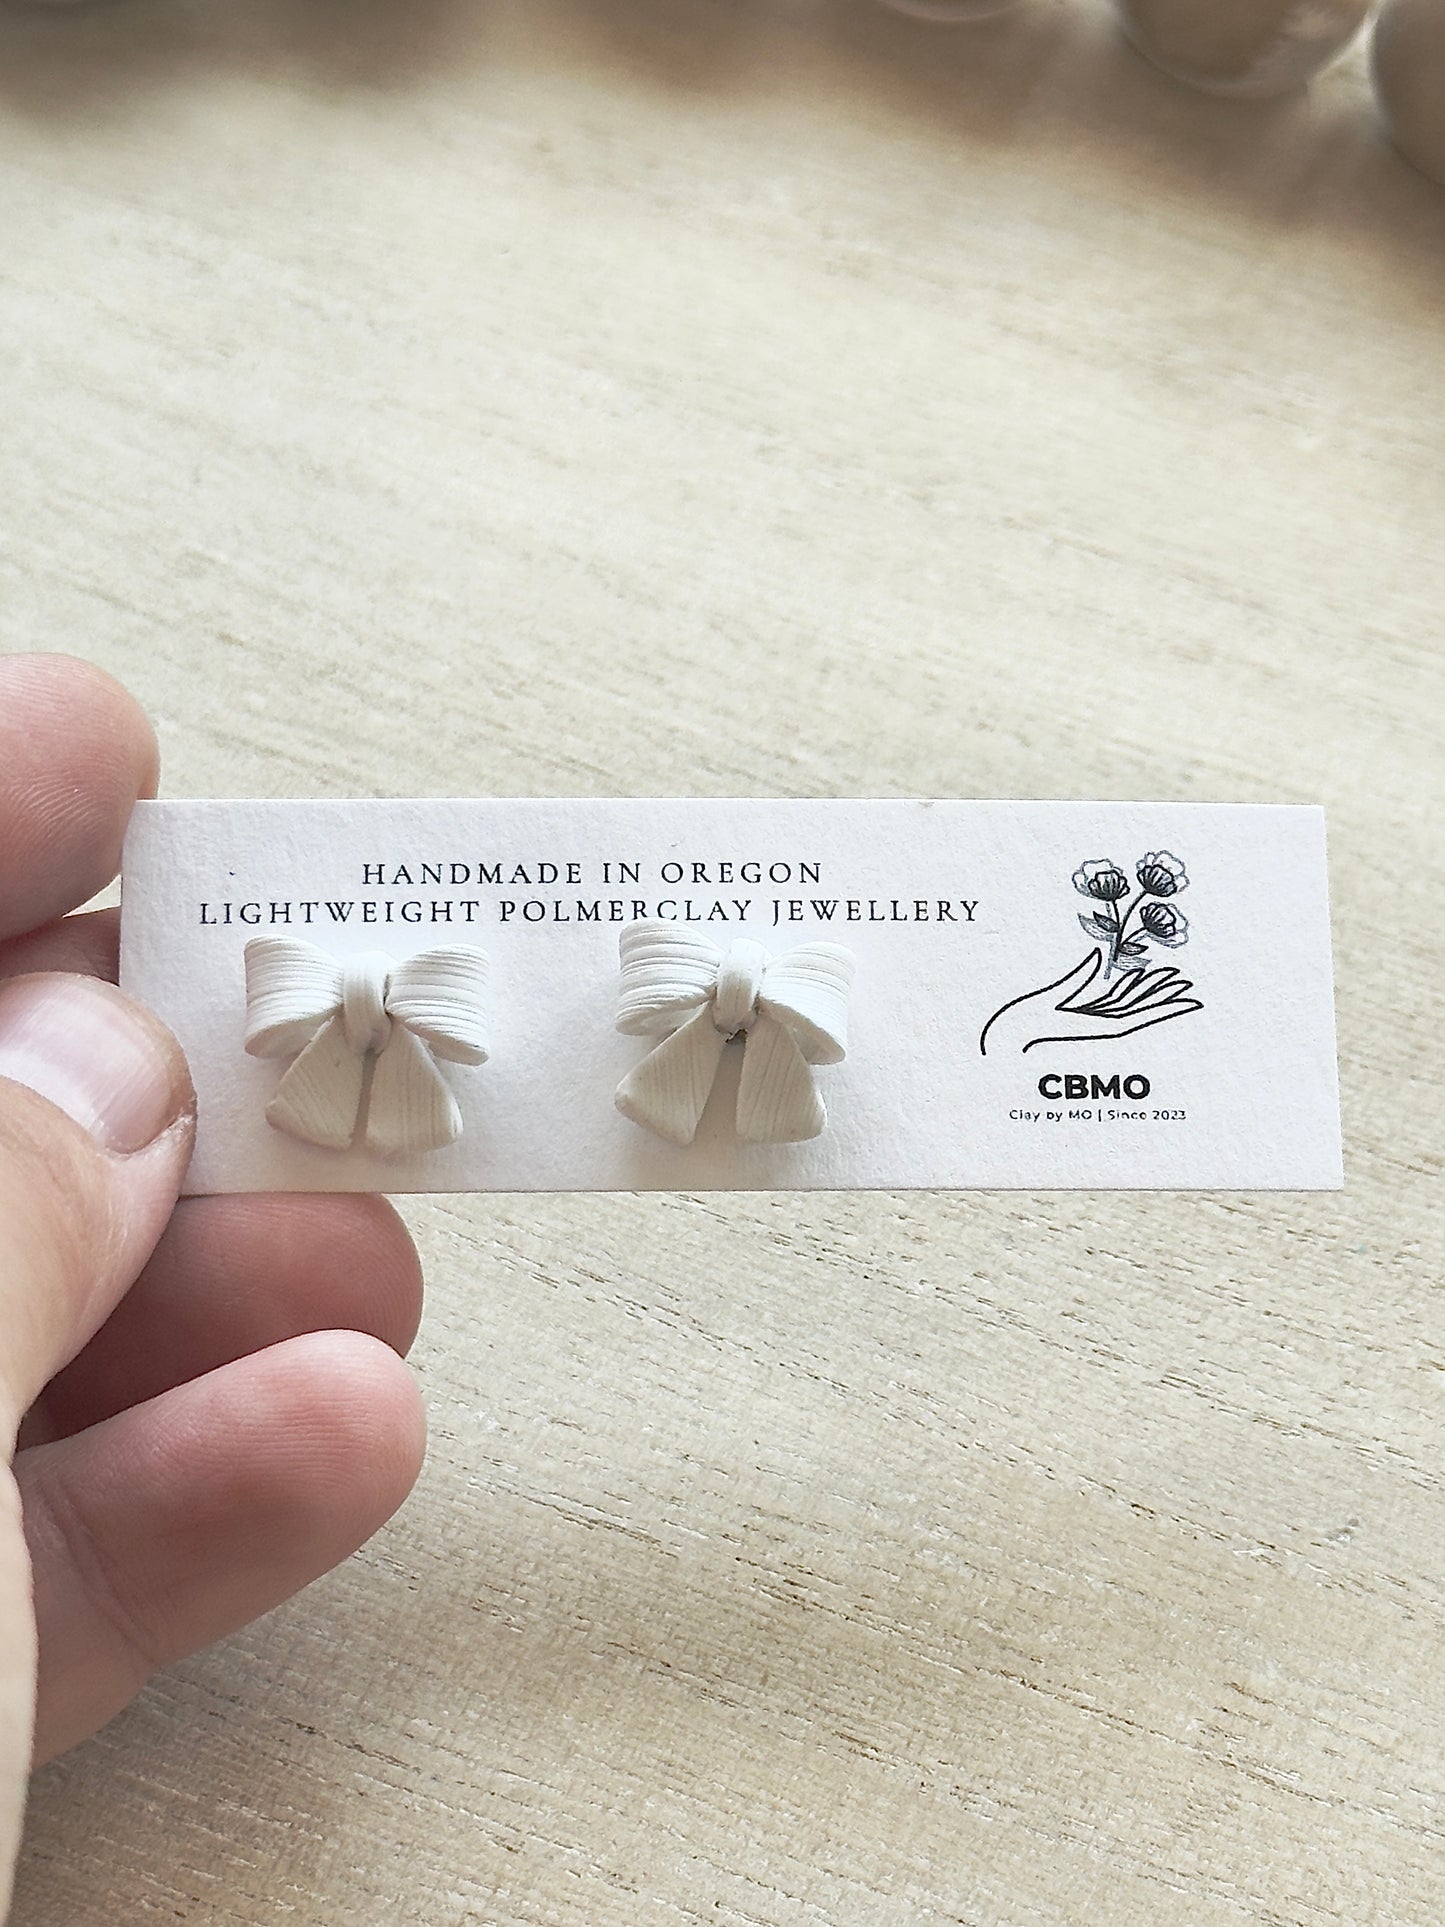 HANDMADE IN OREGON
LIGHTWEIGHT POLMERCLAY JEWELLERY
CBMO
Clay by MO | Since 2023